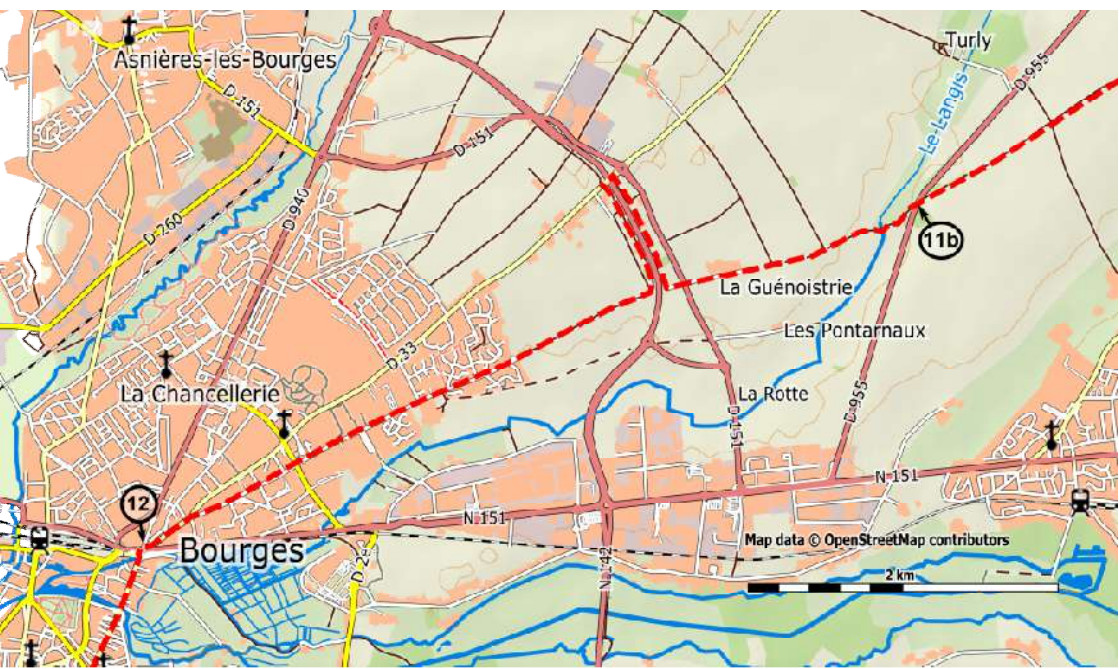 Turly
Asnières-les-Bourges
D 955
D 151
Le Langis
D 151
D 940
D 260
11b
La Guénoistrie
Les Pontarnaux
D 33
La Chancellerie
La Rotte
D 955
D 151
N 151
12
N 151
Bourges
Map data © OpenStreetMap contributors
2 km
N 142